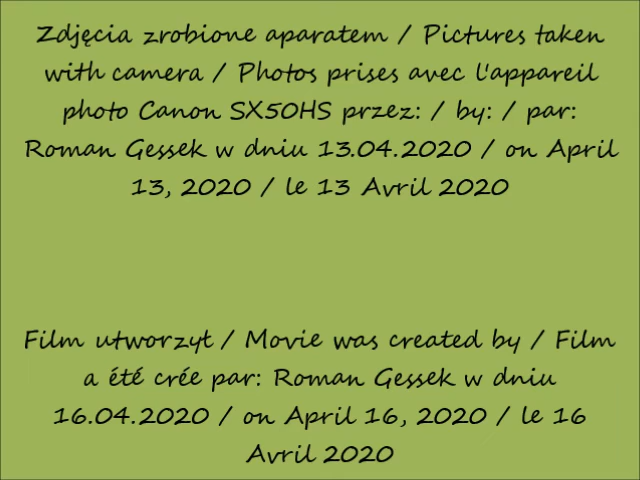 Zdjęcia zrobione aparatem / Pictures taken
with camera / Photos prises avec l'appareil
photo Canon SX50HS przez: / by: / par:
Roman Gessek w dniu 13.04.2020 / on April
13, 2020 / le 13 Avril 2020
Film utworzył / Movie was created by / Film
a été crée par: Roman Gessek w dniu
16.04.2020 / on April 16, 2020 / le 16
Avril 2020